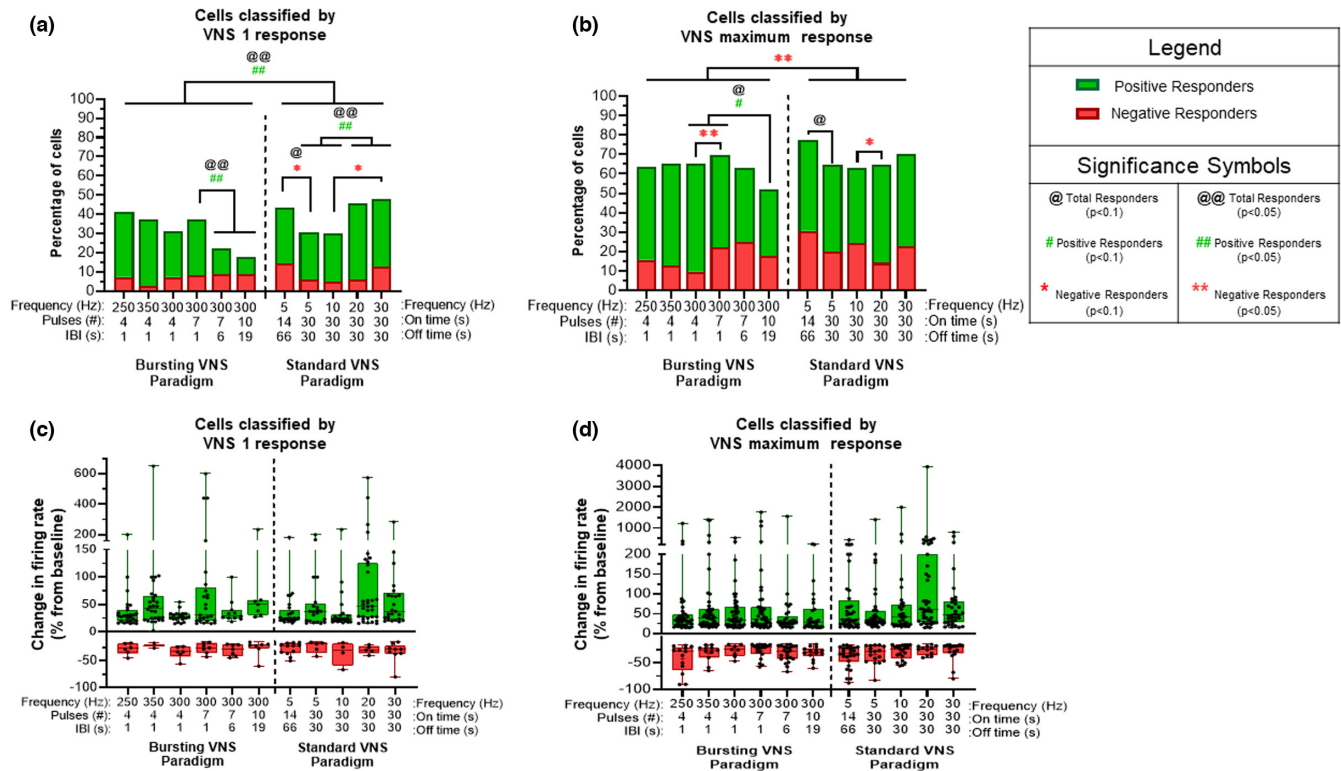 (a)
Cells classified by
VNS 1 response
@@
##
@@
##
@@
##
@
*
*
Percentage of cells
100
90
80
70
60
50
40
30
20
10
0
Frequency (Hz) 250 350 300 300 300 300 5 5 10 20 30 :Frequency (Hz)
Pulses (#): 4 4 4 7 7 10 14 30 30 30 30 :On time (s)
IBI (s): 1 1 1 1 6 19 66 30 30 30 30 :Off time (s)
Bursting VNS
Paradigm
Standard VNS
Paradigm
(b)
Cells classified by
VNS maximum response
**
@
#
**
@
*
Percentage of cells
100
90
80
70
60
50
40
30
20
10
0
Frequency (Hz) 250 350 300 300 300 300 5 5 10 20 30 :Frequency (Hz)
Pulses (#): 4 4 4 7 7 10 14 30 30 30 30 :On time (s)
IBI (s): 1 1 1 1 6 19 66 30 30 30 30 :Off time (s)
Bursting VNS
Paradigm
Standard VNS
Paradigm
Legend
Positive Responders
Negative Responders
Significance Symbols
@ Total Responders
(p<0.1)
@@ Total Responders
(p<0.05)
# Positive Responders
(p<0.1)
## Positive Responders
(p<0.05)
* Negative Responders
(p<0.1)
** Negative Responders
(p<0.05)
(c)
Cells classified by
VNS 1 response
Change in firing rate
(% from baseline)
600
400
200
150
100
50
0
-50
-100
Frequency (Hz): 250 350 300 300 300 300 5 5 10 20 30 :Frequency (Hz)
Pulses (#): 4 4 4 7 7 10 14 30 30 30 30 :On time (s)
IBI (s): 1 1 1 1 6 19 66 30 30 30 30 :Off time (s)
Bursting VNS
Paradigm
Standard VNS
Paradigm
(d)
Cells classified by
VNS maximum response
Change in firing rate
(% from baseline)
4000
3000
2000
1000
200
150
100
50
0
-50
-100
Frequency (Hz): 250 350 300 300 300 300 5 5 10 20 30 :Frequency (Hz)
Pulses (#): 4 4 4 7 7 10 14 30 30 30 30 :On time (s)
IBI (s): 1 1 1 1 6 19 66 30 30 30 30 :Off time (s)
Bursting VNS
Paradigm
Standard VNS
Paradigm